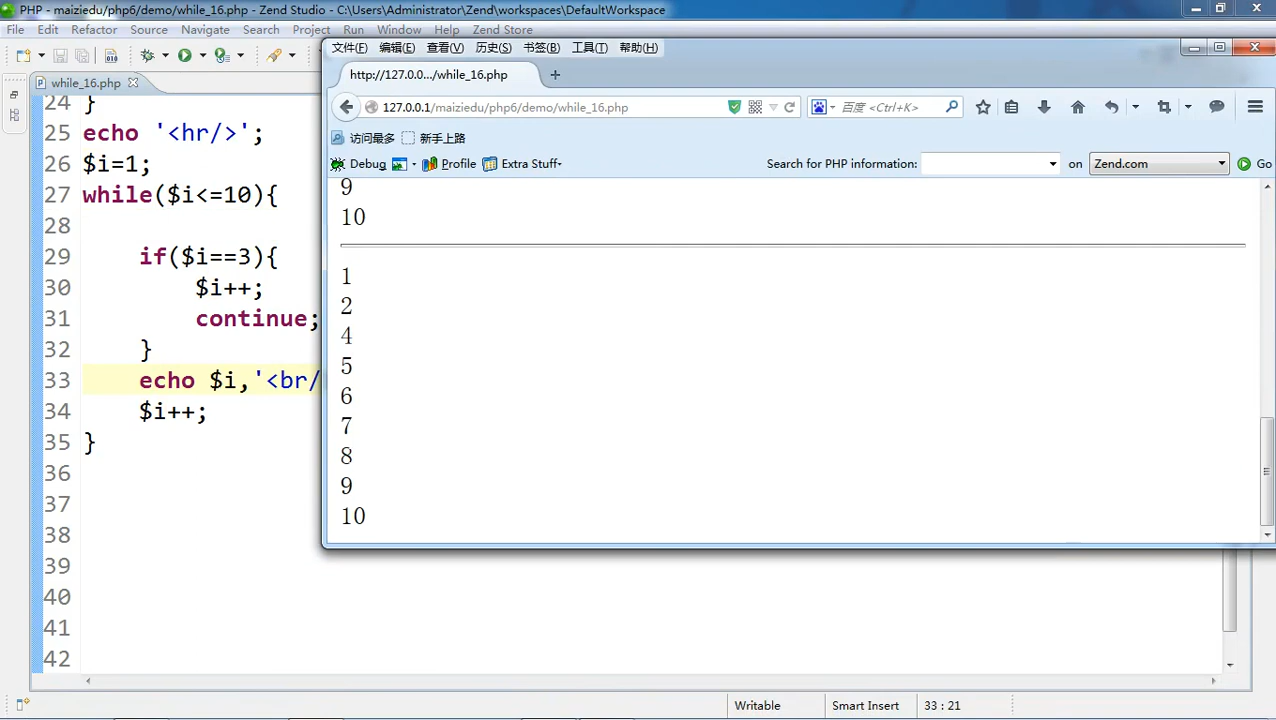 PHP - maiziedu/php6/demo/while_16.php - Zend Studio - C:\Users\Administrator\Zend\workspaces\DefaultWorkspace
File Edit Refactor Source Navigate Search Project Run Window Help Zend Store
while_16.php
24 }
25 echo '<hr/>';
26 $i=1;
27 while($i<=10){
28
29 if($i==3){
30 $i++;
31 continue;
32 }
33 echo $i,'<br/
34 $i++;
35 }
36
37
38
39
40
41
42
文件(F) 编辑(E) 查看(V) 历史(S) 书签(B) 工具(T) 帮助(H)
http://127.0.0.../while_16.php
127.0.0.1/maiziedu/php6/demo/while_16.php
百度 <Ctrl+K>
访问最多 新手上路
Debug Profile Extra Stuff Search for PHP information: on Zend.com Go
9
10
1
2
4
5
6
7
8
9
10
Writable Smart Insert 33 : 21